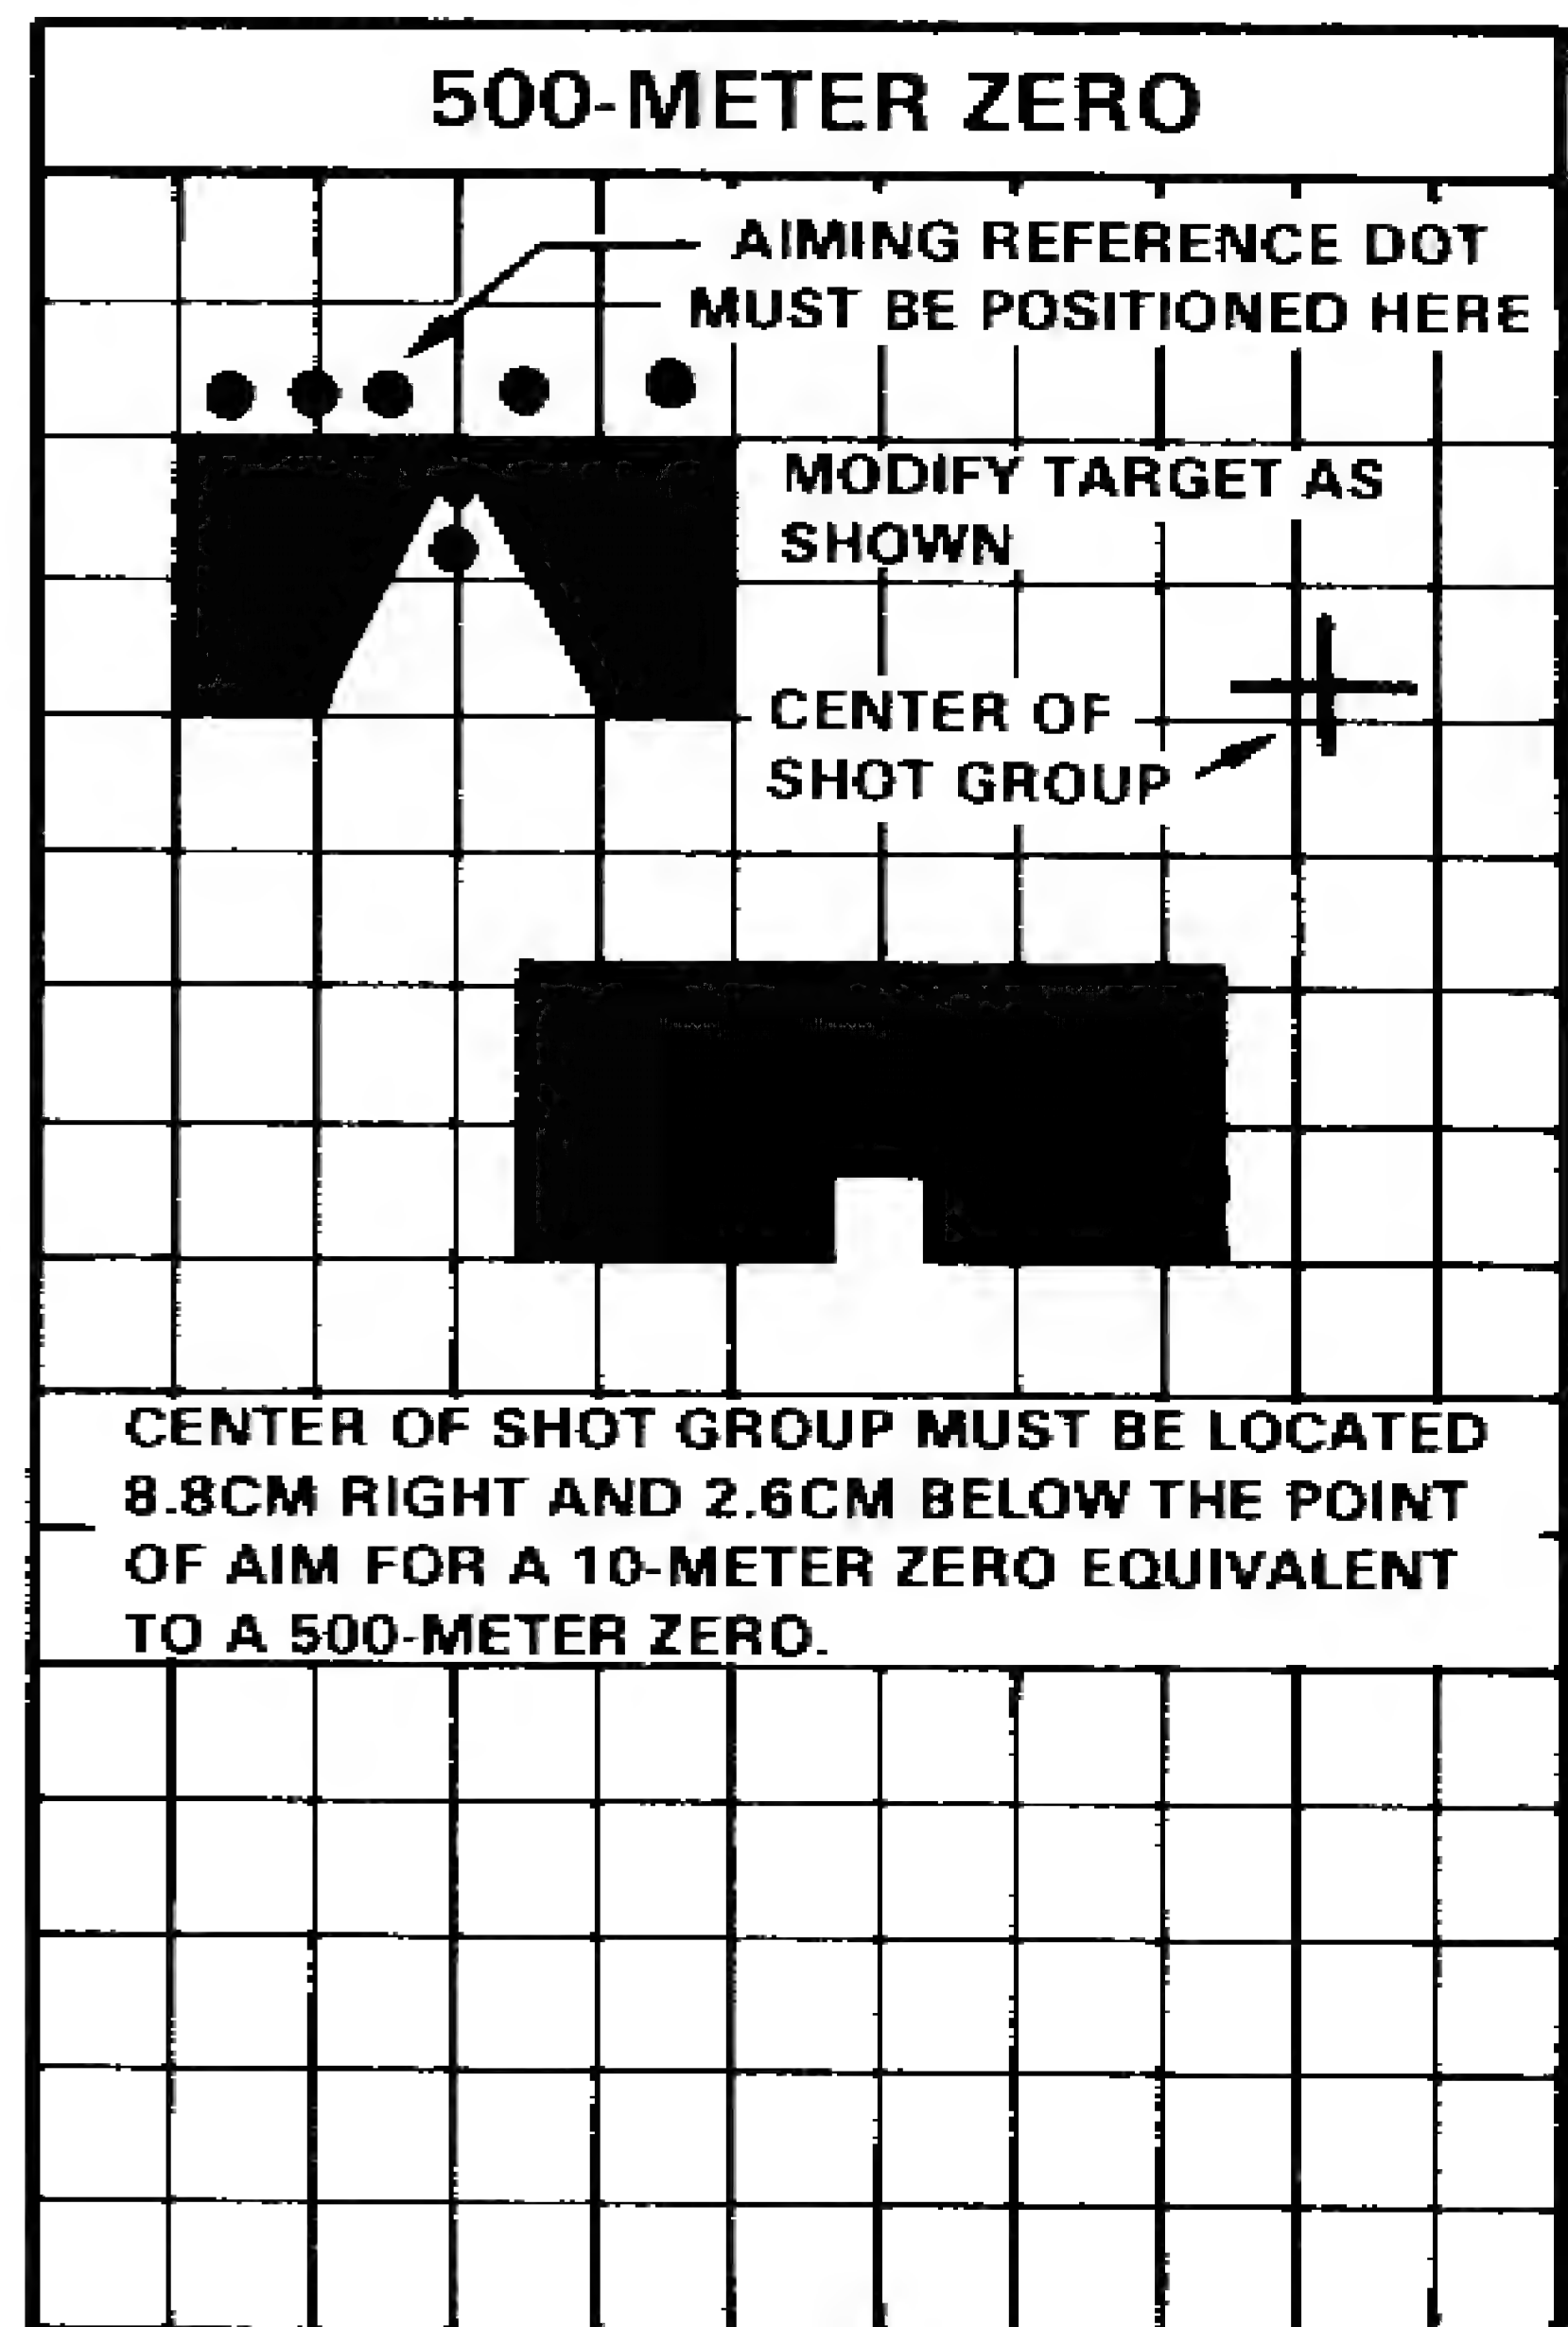 500-METER ZERO
AIMING REFERENCE DOT
MUST BE POSITIONED HERE
MODIFY TARGET AS
SHOWN
CENTER OF
SHOT GROUP
CENTER OF SHOT GROUP MUST BE LOCATED
8.8CM RIGHT AND 2.6CM BELOW THE POINT
OF AIM FOR A 10-METER ZERO EQUIVALENT
TO A 500-METER ZERO.